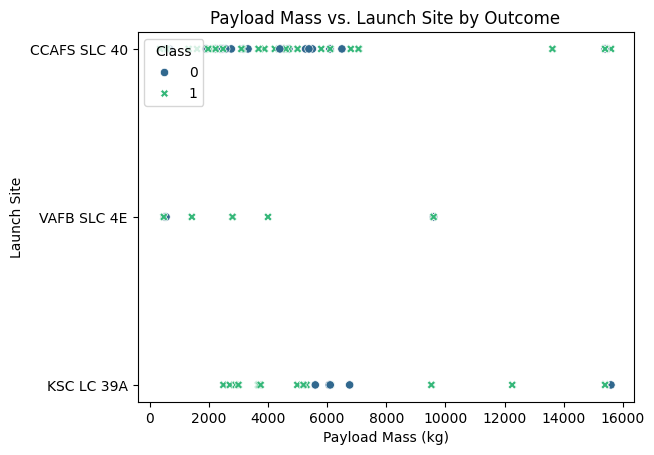 Payload Mass vs. Launch Site by Outcome
Launch Site
CCAFS SLC 40
VAFB SLC 4E
KSC LC 39A
Class
0
1
0 2000 4000 6000 8000 10000 12000 14000 16000
Payload Mass (kg)